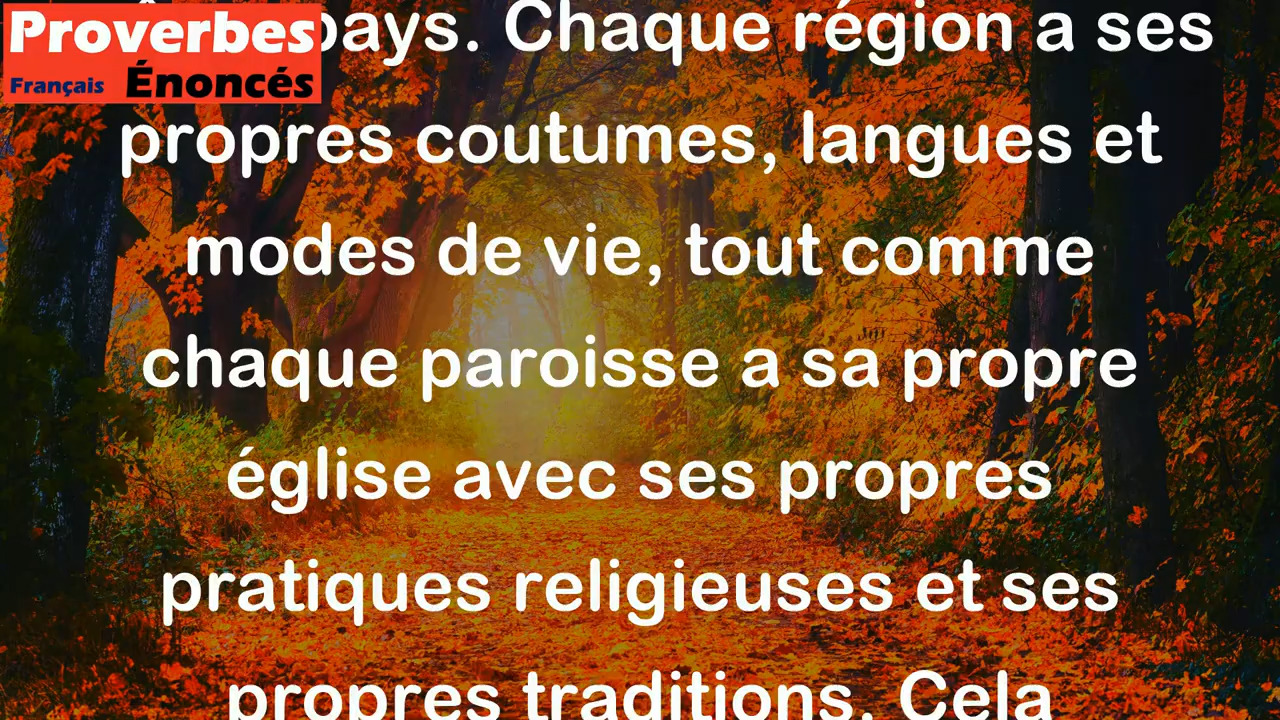 Proverbes
Français Énoncés
pays. Chaque région a ses
propres coutumes, langues et
modes de vie, tout comme
chaque paroisse a sa propre
église avec ses propres
pratiques religieuses et ses
propres traditions. Cela